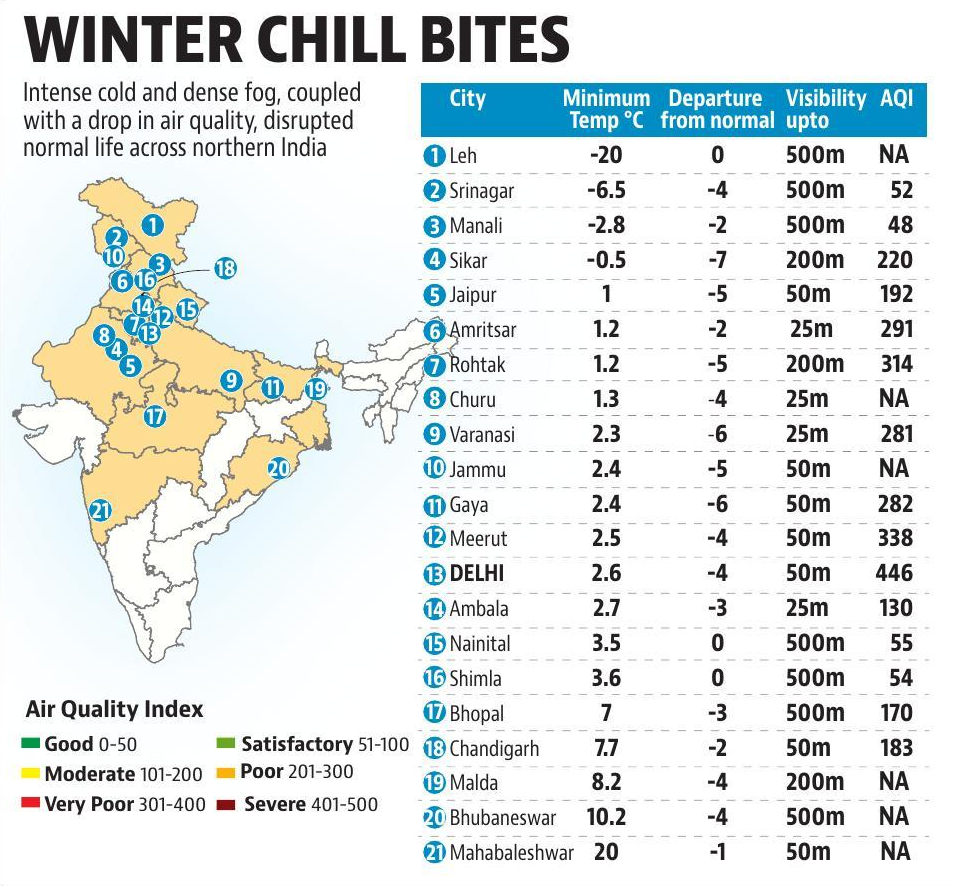 WINTER CHILL BITES
Intense cold and dense fog, coupled
with a drop in air quality, disrupted
normal life across northern India
City Minimum Temp °C Departure from normal Visibility upto AQI
1 Leh -20 0 500m NA
2 Srinagar -6.5 -4 500m 52
3 Manali -2.8 -2 500m 48
4 Sikar -0.5 -7 200m 220
5 Jaipur 1 -5 50m 192
6 Amritsar 1.2 -2 25m 291
7 Rohtak 1.2 -5 200m 314
8 Churu 1.3 -4 25m NA
9 Varanasi 2.3 -6 25m 281
10 Jammu 2.4 -5 50m NA
11 Gaya 2.4 -6 50m 282
12 Meerut 2.5 -4 50m 338
13 DELHI 2.6 -4 50m 446
14 Ambala 2.7 -3 25m 130
15 Nainital 3.5 0 500m 55
16 Shimla 3.6 0 500m 54
17 Bhopal 7 -3 500m 170
18 Chandigarh 7.7 -2 50m 183
19 Malda 8.2 -4 200m NA
20 Bhubaneswar 10.2 -4 500m NA
21 Mahabaleshwar 20 -1 50m NA
1
2
10
3
6 16
18
14
15
7 12
8 13
4
5
9 11 19
17
20
21
Air Quality Index
Good 0-50 Satisfactory 51-100
Moderate 101-200 Poor 201-300
Very Poor 301-400 Severe 401-500